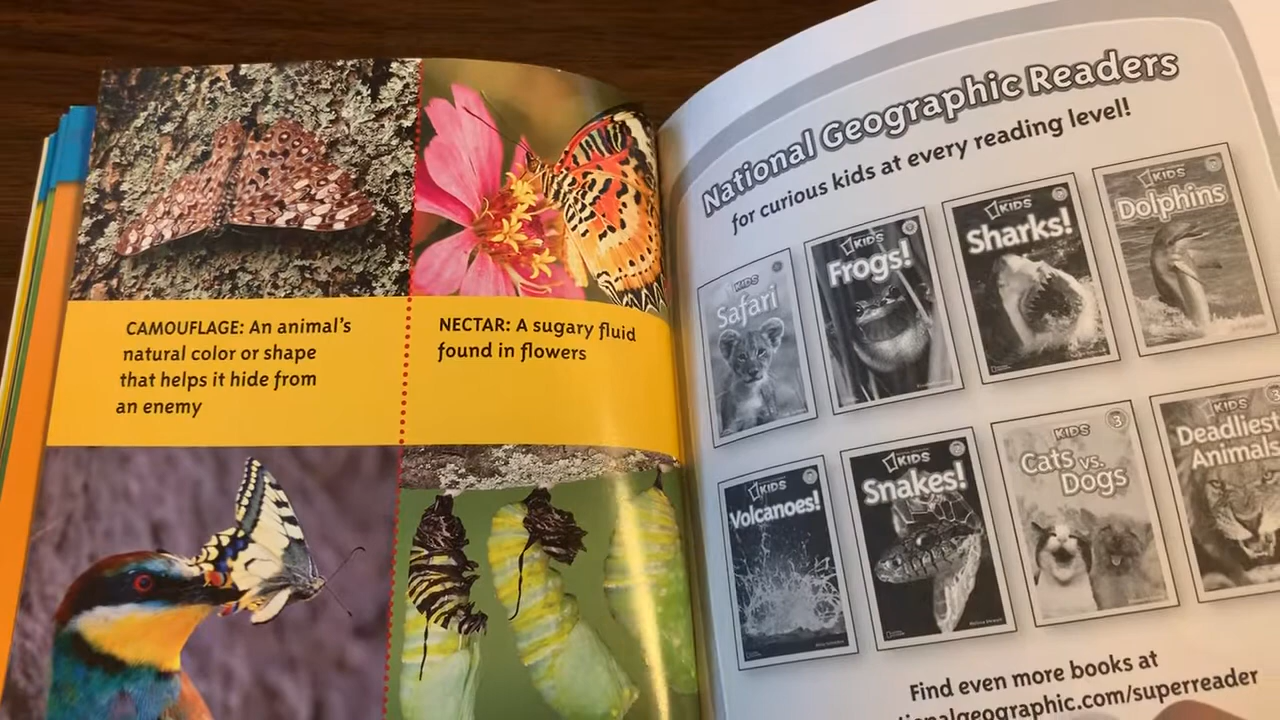 CAMOUFLAGE: An animal's
natural color or shape
that helps it hide from
an enemy
NECTAR: A sugary fluid
found in flowers
National Geographic Readers
for curious kids at every reading level!
KIDS
Safari
KIDS
Frogs!
KIDS
Sharks!
Dolphins
KIDS
Volcanoes!
KIDS
Snakes!
KIDS 3
Cats vs.
Dogs
KIDS 3
Deadliest
Animals
Find even more books at
nationalgeographic.com/superreader